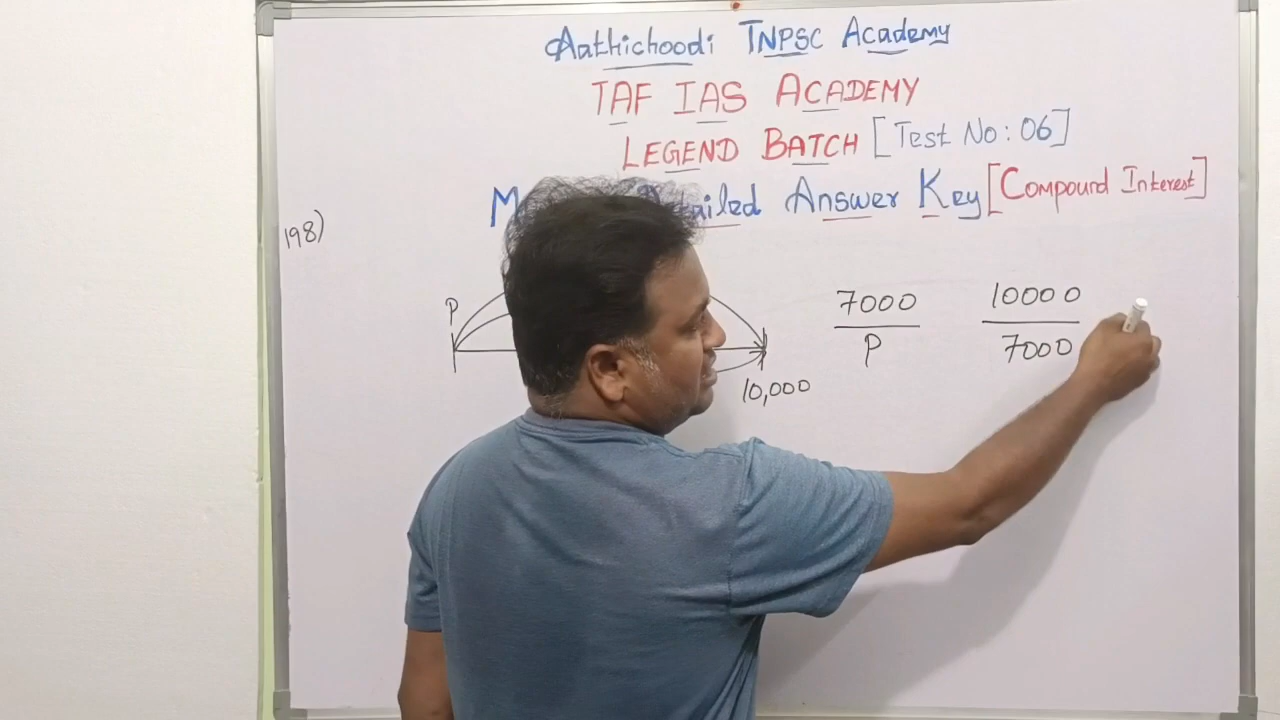 Aathichoodi TNPSC Academy
TAF IAS ACADEMY
LEGEND BATCH [Test No: 06]
Answer Key [Compound Interest]
198)
P
10,000
7000
P
10000
7000